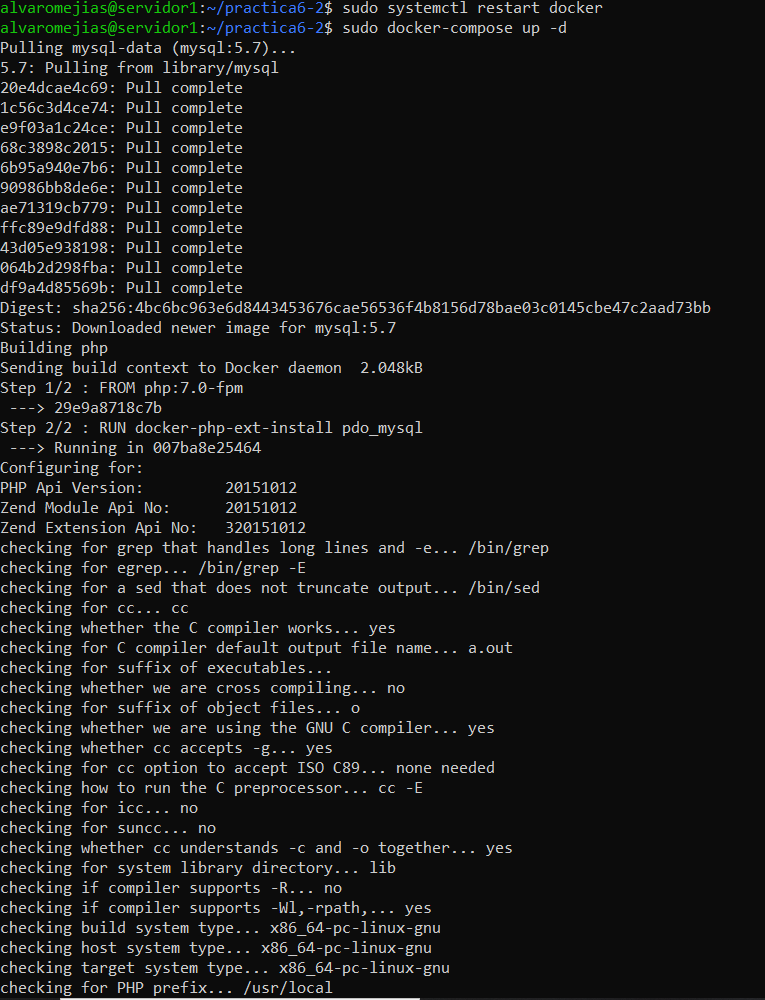 alvaromejias@servidor1:~/practica6-2$ sudo systemctl restart docker
alvaromejias@servidor1:~/practica6-2$ sudo docker-compose up -d
Pulling mysql-data (mysql:5.7)...
5.7: Pulling from library/mysql
20e4dcae4c69: Pull complete
1c56c3d4ce74: Pull complete
e9f03a1c24ce: Pull complete
68c3898c2015: Pull complete
6b95a940e7b6: Pull complete
90986bb8de6e: Pull complete
ae71319cb779: Pull complete
ffc89e9dfd88: Pull complete
43d05e938198: Pull complete
064b2d298fba: Pull complete
df9a4d85569b: Pull complete
Digest: sha256:4bc6bc963e6d8443453676cae56536f4b8156d78bae03c0145cbe47c2aad73bb
Status: Downloaded newer image for mysql:5.7
Building php
Sending build context to Docker daemon  2.048kB
Step 1/2 : FROM php:7.0-fpm
 ---> 29e9a8718c7b
Step 2/2 : RUN docker-php-ext-install pdo_mysql
 ---> Running in 007ba8e25464
Configuring for:
PHP Api Version:         20151012
Zend Module Api No:      20151012
Zend Extension Api No:   320151012
checking for grep that handles long lines and -e... /bin/grep
checking for egrep... /bin/grep -E
checking for a sed that does not truncate output... /bin/sed
checking for cc... cc
checking whether the C compiler works... yes
checking for C compiler default output file name... a.out
checking for suffix of executables...
checking whether we are cross compiling... no
checking for suffix of object files... o
checking whether we are using the GNU C compiler... yes
checking whether cc accepts -g... yes
checking for cc option to accept ISO C89... none needed
checking how to run the C preprocessor... cc -E
checking for icc... no
checking for suncc... no
checking whether cc understands -c and -o together... yes
checking for system library directory... lib
checking if compiler supports -R... no
checking if compiler supports -Wl,-rpath,... yes
checking build system type... x86_64-pc-linux-gnu
checking host system type... x86_64-pc-linux-gnu
checking target system type... x86_64-pc-linux-gnu
checking for PHP prefix... /usr/local